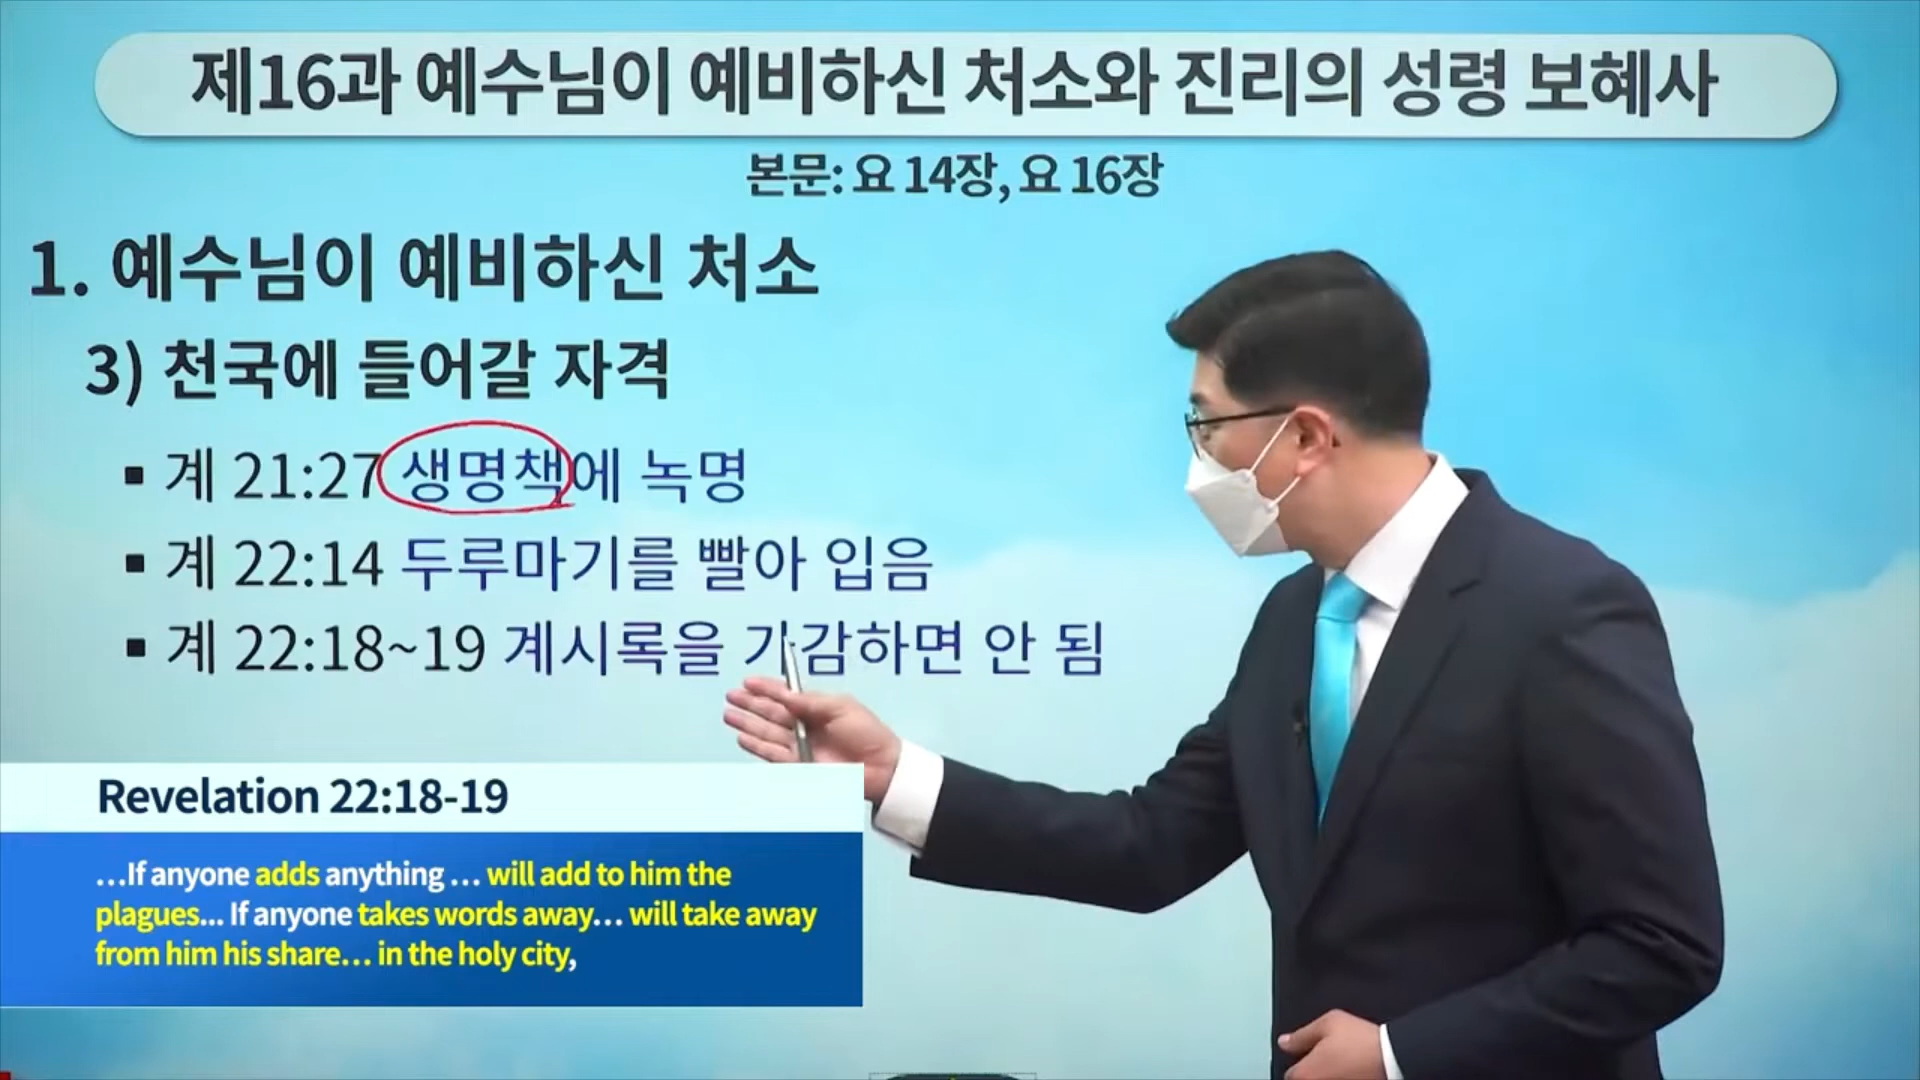 제16과 예수님이 예비하신 처소와 진리의 성령 보혜사
본문: 요 14장, 요 16장
1. 예수님이 예비하신 처소
3) 천국에 들어갈 자격
▪ 계 21:27 생명책에 녹명
▪ 계 22:14 두루마기를 빨아 입음
▪ 계 22:18~19 계시록을 가감하면 안 됨
Revelation 22:18-19
...If anyone adds anything ... will add to him the
plagues... If anyone takes words away... will take away
from him his share... in the holy city,